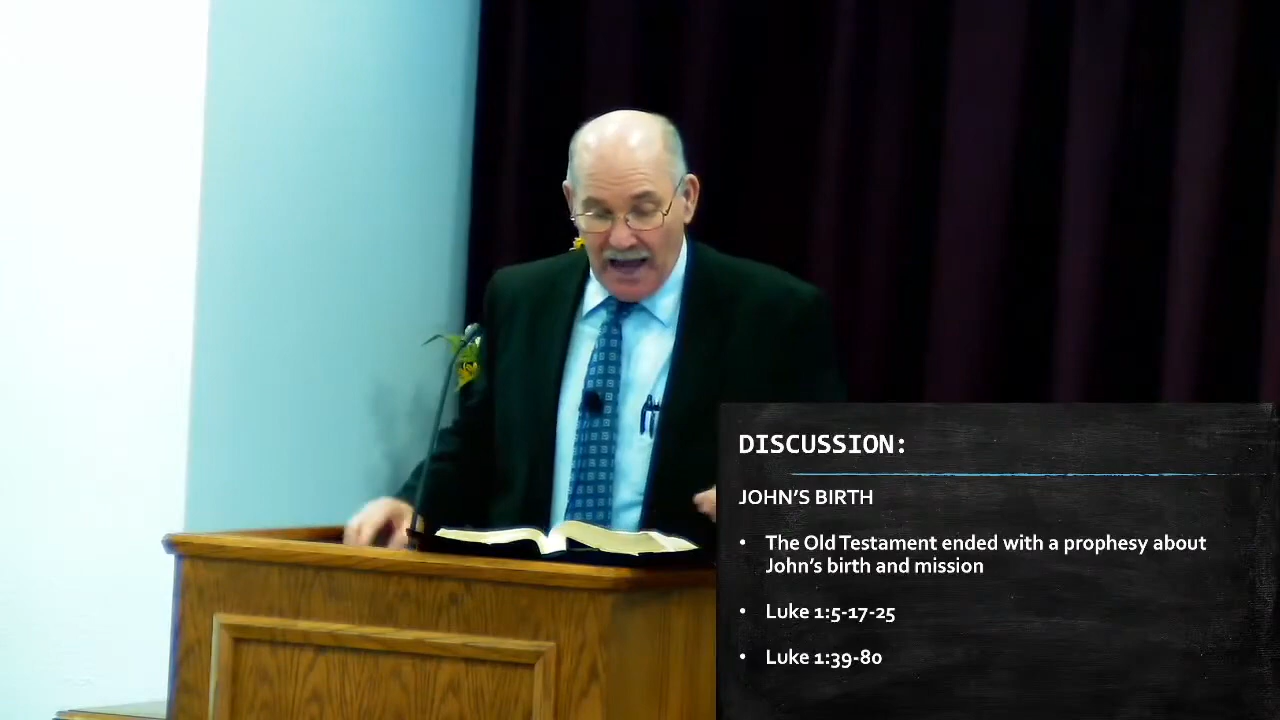 DISCUSSION:
JOHN'S BIRTH
• The Old Testament ended with a prophesy about
John's birth and mission
• Luke 1:5-17-25
• Luke 1:39-80